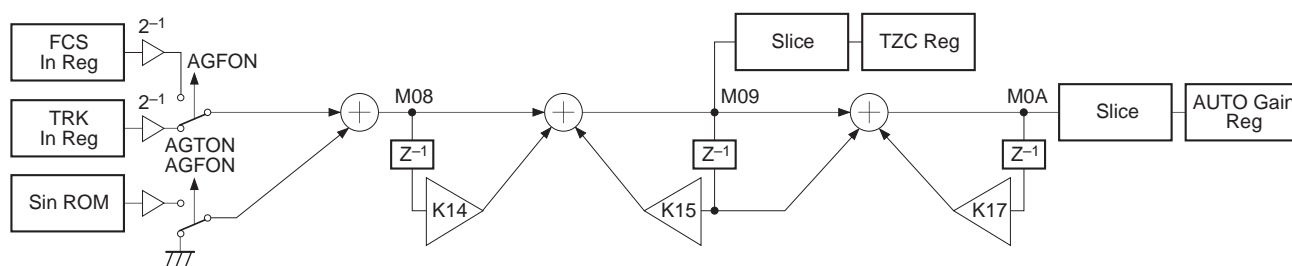 FCS
In Reg
2–1
AGFON
TRK
In Reg
2–1
AGTON
AGFON
Sin ROM
M08
Z–1
K14
Slice
TZC Reg
M09
Z–1
K15
M0A
Z–1
K17
Slice
AUTO Gain
Reg